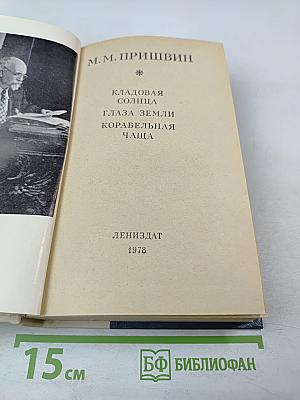 М. М. ПРИШВИН
КЛАДОВАЯ
СОЛНЦА
ГЛАЗА ЗЕМЛИ
КОРАБЕЛЬНАЯ
ЧАЩА
ЛЕНИЗДАТ
1978
15 см
БФ БИБЛИОФАН